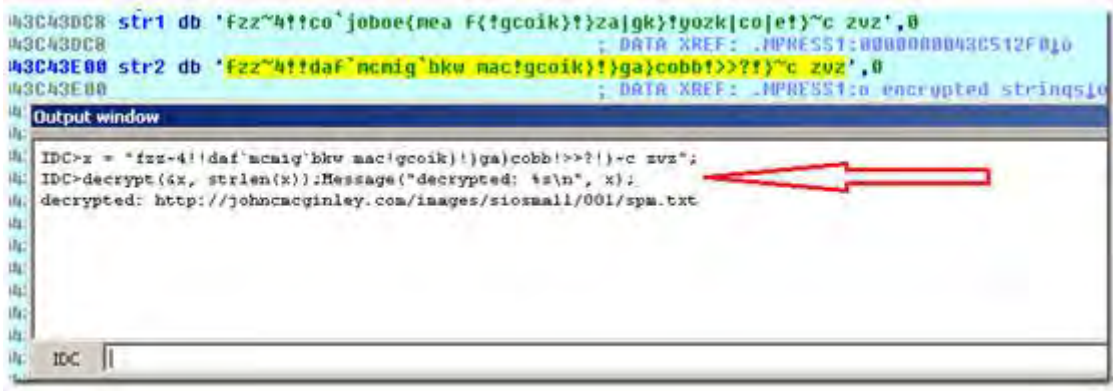 43C43DC8 str1 db 'fzz~4!!co`joboe{mea f{!gcoik}!}za|gk}!yozk|co|e!}~c zvz',0
43C43DC8 ; DATA XREF: .MPRESS1:0000000043C512F0↓o
43C43E00 str2 db 'fzz~4!!daf`mcmig`bkw mac!gcoik}!}ga}cobb!>>?!}~c zvz',0
43C43E00 ; DATA XREF: .MPRESS1:o encrypted strings↓o
Output window
IDC>x = "fzz~4!!daf`mcmig`bkw mac!gcoik}!}ga}cobb!>>?!}~c zvz";
IDC>decrypt(&x, strlen(x));Message("decrypted: %s\n", x);
decrypted: http://johncmcginley.com/images/siosmall/001/spm.txt
IDC